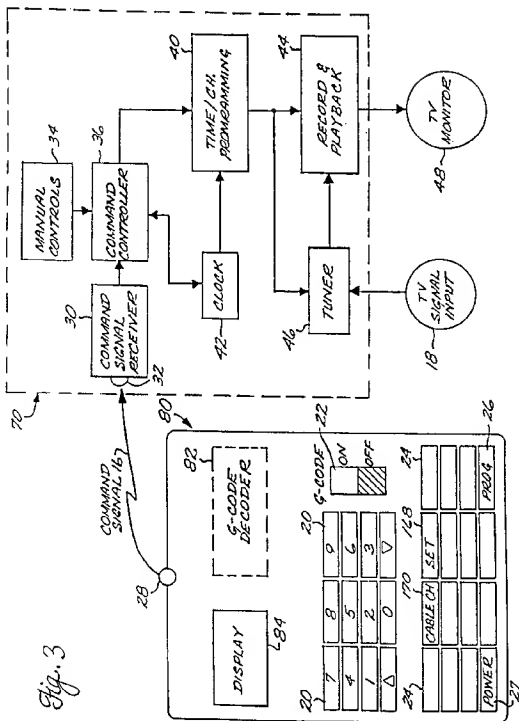 Fig. 3
70
MANUAL CONTROLS
34
COMMAND CONTROLLER
36
COMMAND SIGNAL RECEIVER
30
32
CLOCK
42
TIME/CH. PROGRAMMING
40
TUNER
46
RECORD & PLAYBACK
44
TV SIGNAL INPUT
18
TV MONITOR
48
COMMAND SIGNAL 16
28
80
DISPLAY
84
G-CODE DECODER
82
G-CODE
22
ON
OFF
20
20
7 8 9
4 5 6
1 2 3
△ 0 ▽
24
170
168
24
CABLE CH
SET
POWER
PROG
27
26